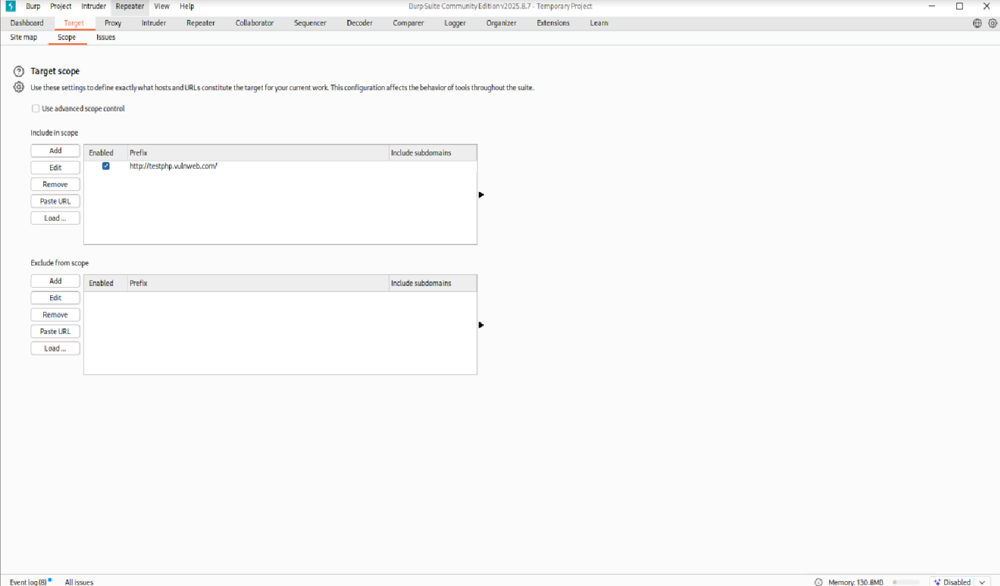 Burp Project Intruder Repeater View Help Burp Suite Community Edition v2025.8.7 - Temporary Project
Dashboard Target Proxy Intruder Repeater Collaborator Sequencer Decoder Comparer Logger Organizer Extensions Learn
Site map Scope Issues
Target scope
Use these settings to define exactly what hosts and URLs constitute the target for your current work. This configuration affects the behavior of tools throughout the suite.
Use advanced scope control
Include in scope
Add Enabled Prefix Include subdomains
Edit http://testphp.vulnweb.com/
Remove
Paste URL
Load ...
Exclude from scope
Add Enabled Prefix Include subdomains
Edit
Remove
Paste URL
Load ...
Event log (8) All issues Memory: 130.8MB Disabled